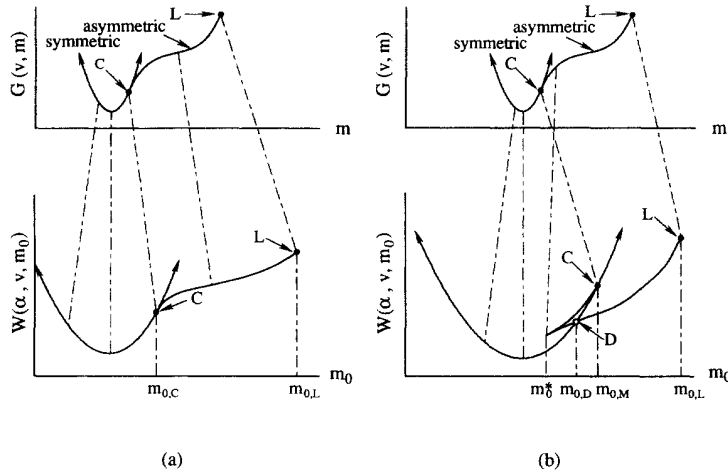 L
asymmetric
symmetric
C
G (v, m)
m
W(α , v, m₀)
L
C
m₀
m₀,C
m₀,L
(a)
L
asymmetric
symmetric
C
G (v, m)
m
W(α , v, m₀)
L
C
D
m₀
m₀*
m₀,D
m₀,M
m₀,L
(b)